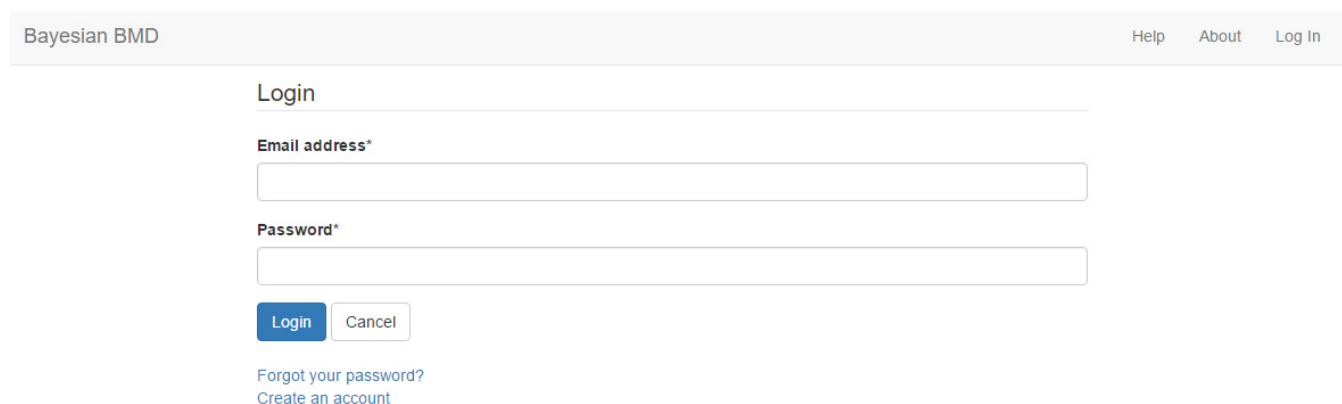 Bayesian BMD Help About Log In
Login
Email address*
Password*
Login Cancel
Forgot your password?
Create an account